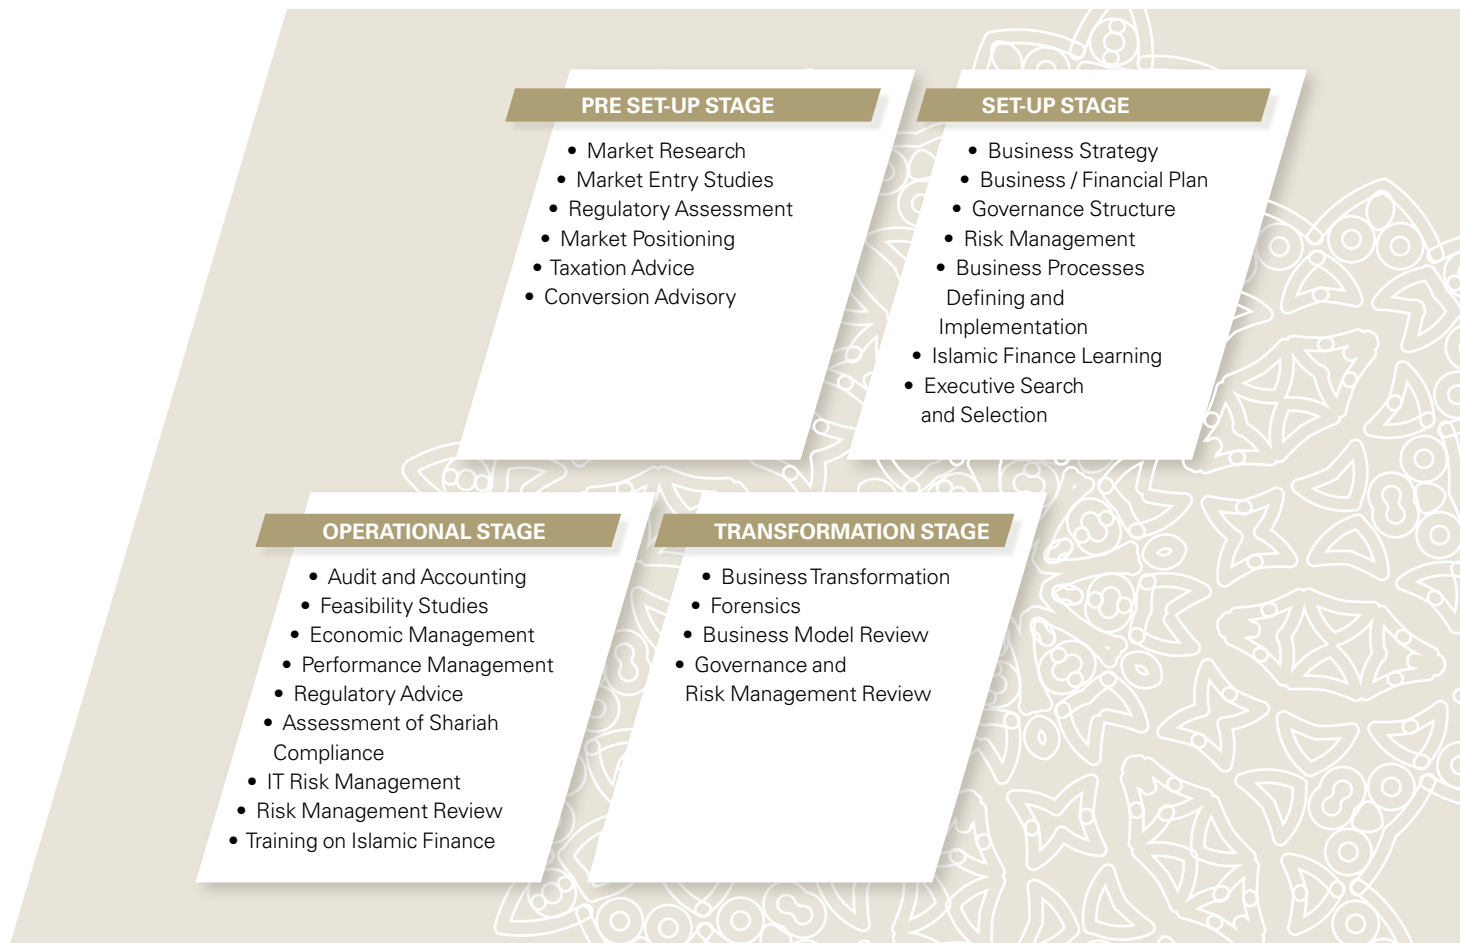 PRE SET-UP STAGE
• Market Research
• Market Entry Studies
• Regulatory Assessment
• Market Positioning
• Taxation Advice
• Conversion Advisory
SET-UP STAGE
• Business Strategy
• Business / Financial Plan
• Governance Structure
• Risk Management
• Business Processes
Defining and
Implementation
• Islamic Finance Learning
• Executive Search
and Selection
OPERATIONAL STAGE
• Audit and Accounting
• Feasibility Studies
• Economic Management
• Performance Management
• Regulatory Advice
• Assessment of Shariah
Compliance
• IT Risk Management
• Risk Management Review
• Training on Islamic Finance
TRANSFORMATION STAGE
• Business Transformation
• Forensics
• Business Model Review
• Governance and
Risk Management Review